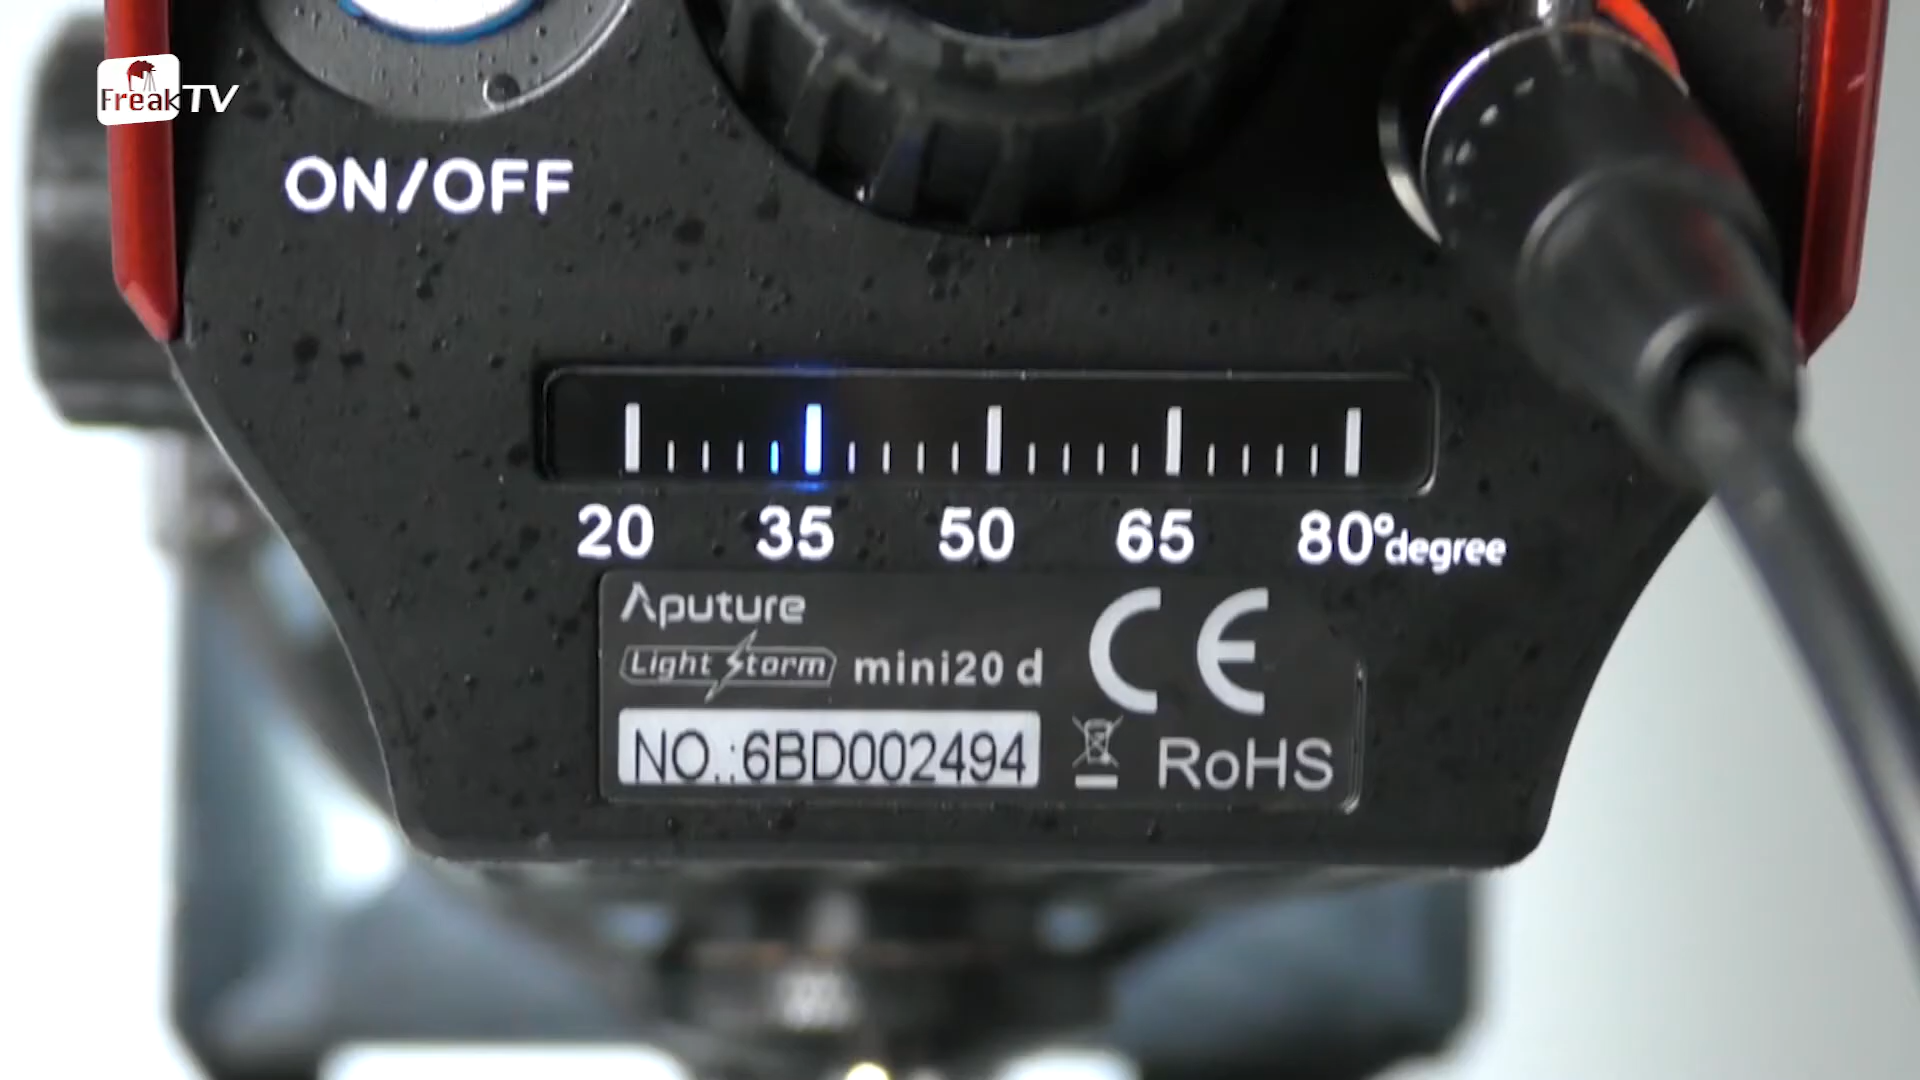 FreakTV
ON/OFF
20 35 50 65 80°degree
Aputure
Light Storm mini20 d
CE
NO.:6BD002494
RoHS